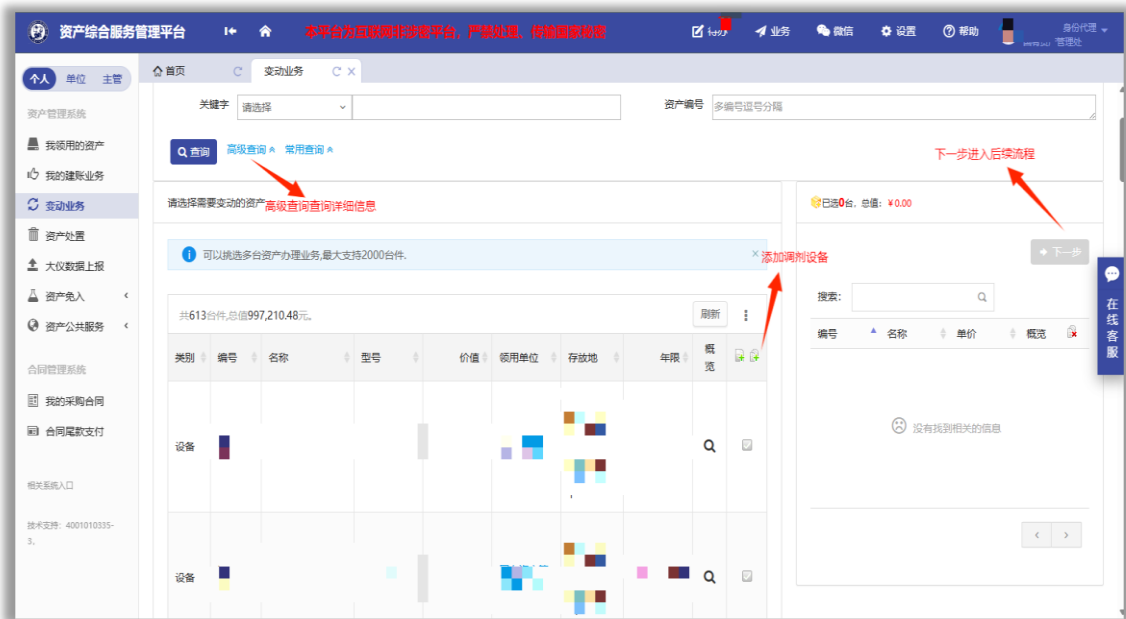 资产综合服务管理平台
本平台为互联网非涉密平台，严禁处理、传输国家秘密
业务
微信
设置
帮助
身份代理
管理处
个人 单位 主管
首页
变动业务
资产管理系统
我领用的资产
我的建账业务
变动业务
资产处置
大仪数据上报
资产免入
资产公共服务
合同管理系统
我的采购合同
合同尾款支付
相关系统入口
技术支持：4001010335-
3、
关键字 请选择
资产编号 多编号逗号分隔
查询 高级查询 常用查询
下一步进入后续流程
请选择需要变动的资产 高级查询查询详细信息
已选0台，总值：￥0.00
可以挑选多台资产办理业务,最大支持2000台件.
×
添加调剂设备
下一步
共613台件,总值997,210.48元。
刷新
搜索：
类别 编号 名称 型号 价值 领用单位 存放地 年限 概览
编号 名称 单价 概览
设备
没有找到相关的信息
设备
在线客服